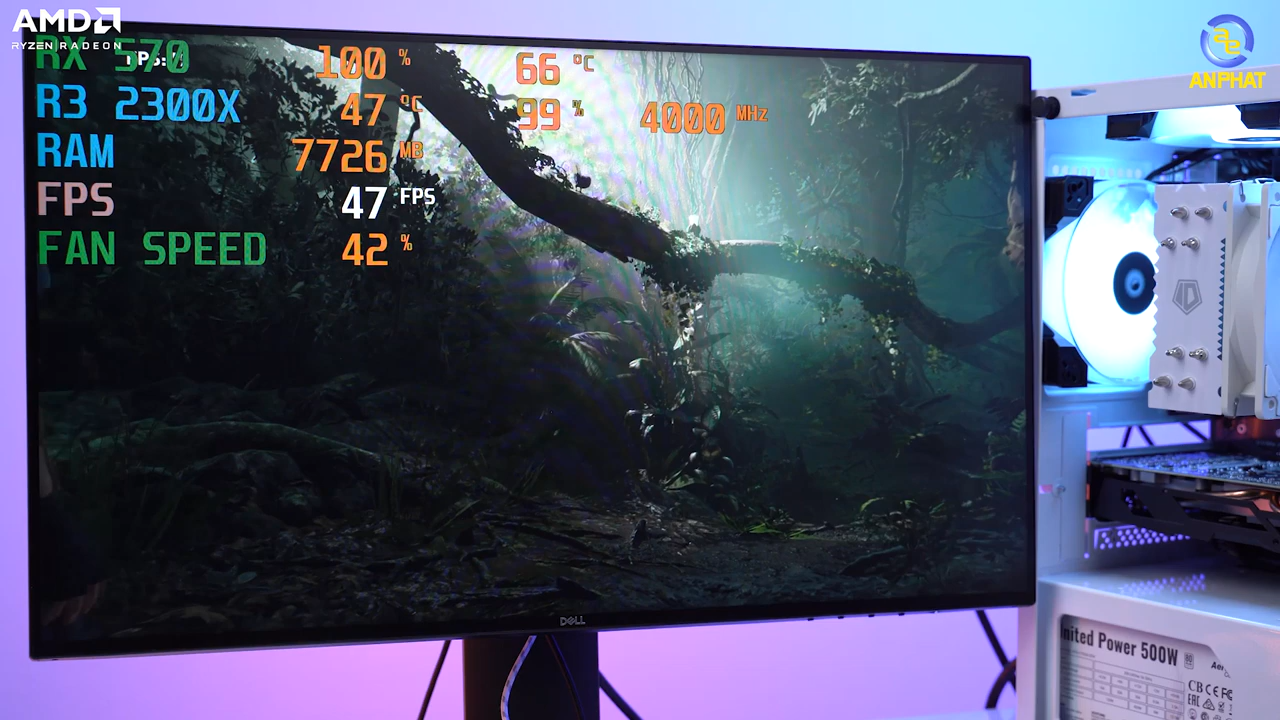 AMD
RYZEN RADEON
ANPHAT
RX 570 100 % 66 °C
R3 2300X 47 °C 99 % 4000 MHz
RAM 7726 MB
FPS 47 FPS
FAN SPEED 42 %
DELL
United Power 500W